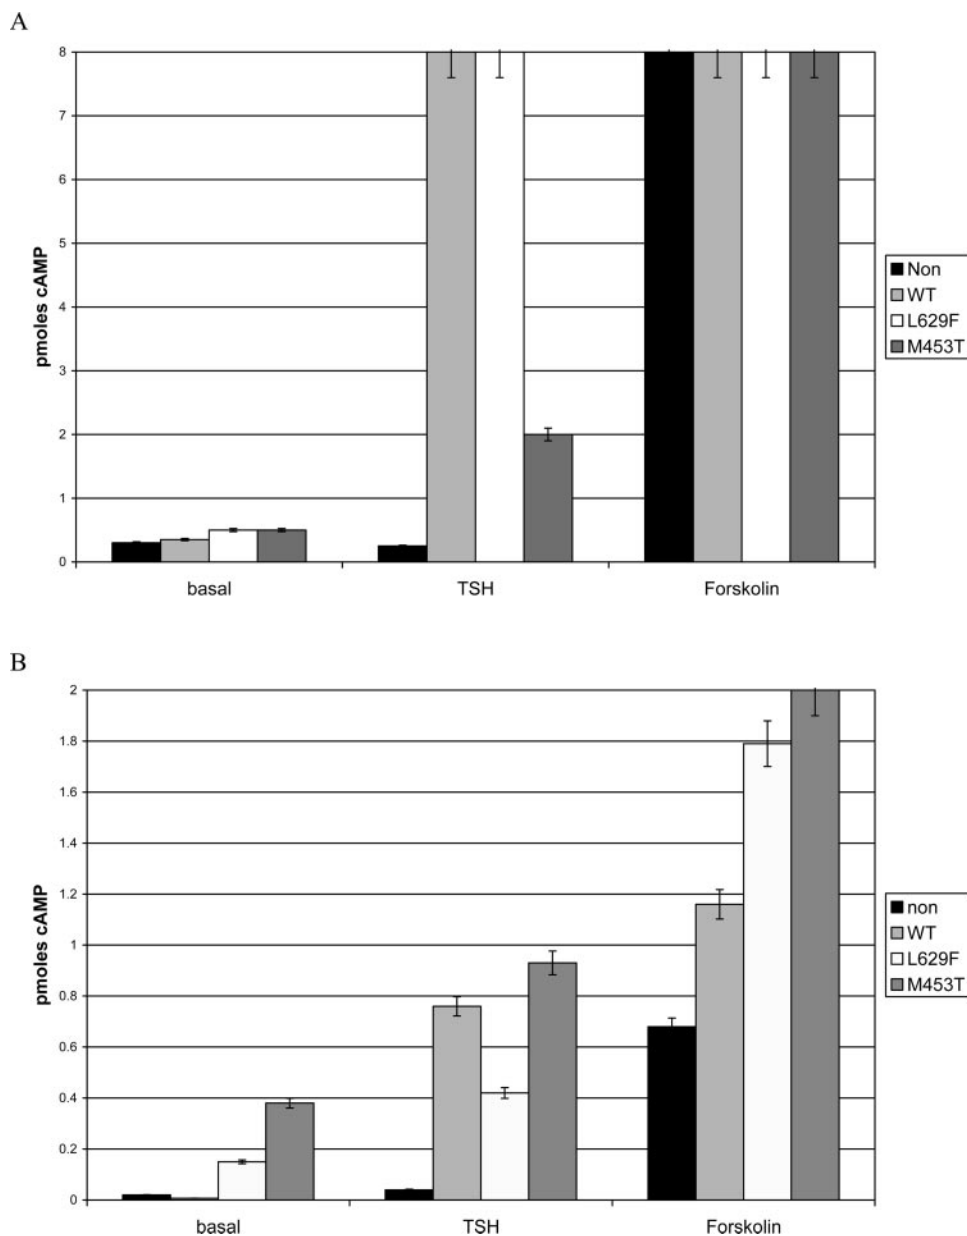 A
8
7
6
5
4
3
2
1
0
pmoles cAMP
basal
TSH
Forskolin
Non
WT
L629F
M453T
B
2
1.8
1.6
1.4
1.2
1
0.8
0.6
0.4
0.2
0
pmoles cAMP
basal
TSH
Forskolin
non
WT
L629F
M453T